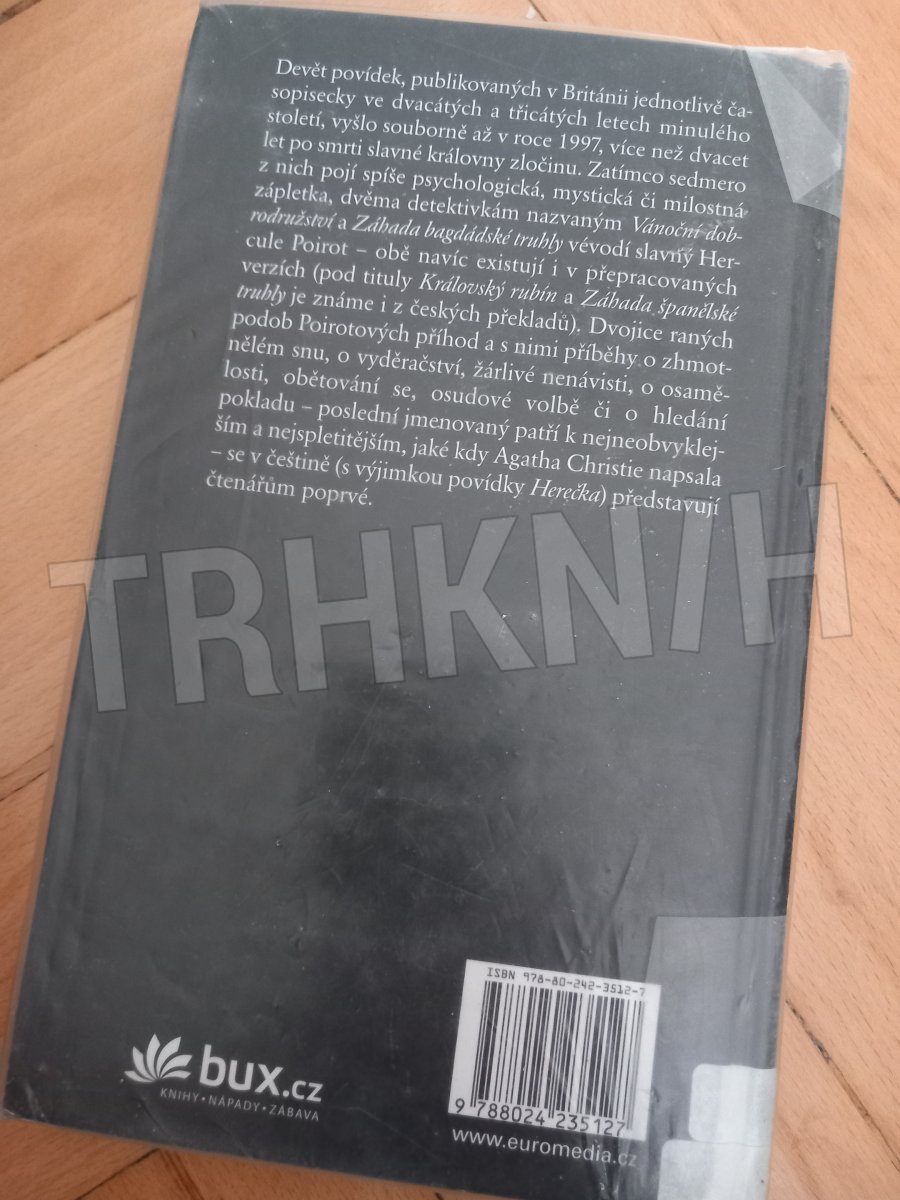 Devět povídek, publikovaných v Británii jednotlivě ča-
sopisecky ve dvacátých a třicátých letech minulého
století, vyšlo souborně až v roce 1997, více než dvacet
let po smrti slavné královny zločinu. Zatímco sedmero
z nich pojí spíše psychologická, mystická či milostná
zápletka, dvěma detektivkám nazvaným Vánoční dob-
rodružství a Záhada bagdádské truhly vévodí slavný Her-
cule Poirot – obě navíc existují i v přepracovaných
verzích (pod tituly Královský rubín a Záhada španělské
truhly je známe i z českých překladů). Dvojice raných
podob Poirotových příhod a s nimi příběhy o zhmot-
nělém snu, o vyděračství, žárlivé nenávisti, o osamě-
losti, obětování se, osudové volbě či o hledání
pokladu – poslední jmenovaný patří k nejneobvyklej-
ším a nejspletitějším, jaké kdy Agatha Christie napsala
– se v češtině (s výjimkou povídky Herečka) představují
čtenářům poprvé.
TRHKNIH
ISBN 978-80-242-3512-7
9 788024 235127
bux.cz
KNIHY • NÁPADY • ZÁBAVA
www.euromedia.cz